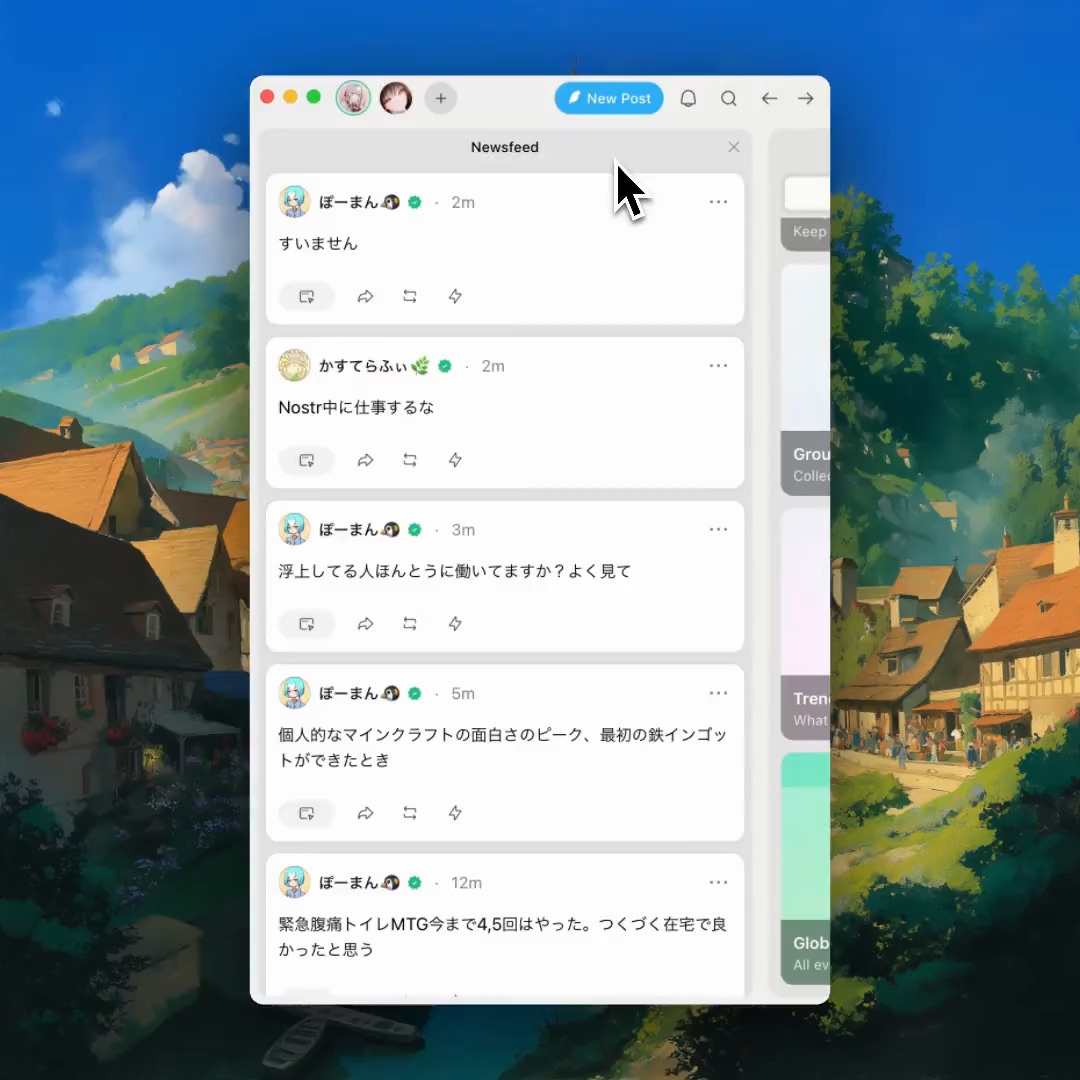 New Post
Newsfeed
ぽーまん🐧 · 2m
すいません
かすてらふぃ🌿 · 2m
Nostr中に仕事するな
ぽーまん🐧 · 3m
浮上してる人ほんとうに働いてますか？よく見て
ぽーまん🐧 · 5m
個人的なマインクラフトの面白さのピーク、最初の鉄インゴッ
トができたとき
ぽーまん🐧 · 12m
緊急腹痛トイレMTG今まで4,5回はやった。つくづく在宅で良
かったと思う
Keep
Grou
Collec
Tren
What
Glob
All ev